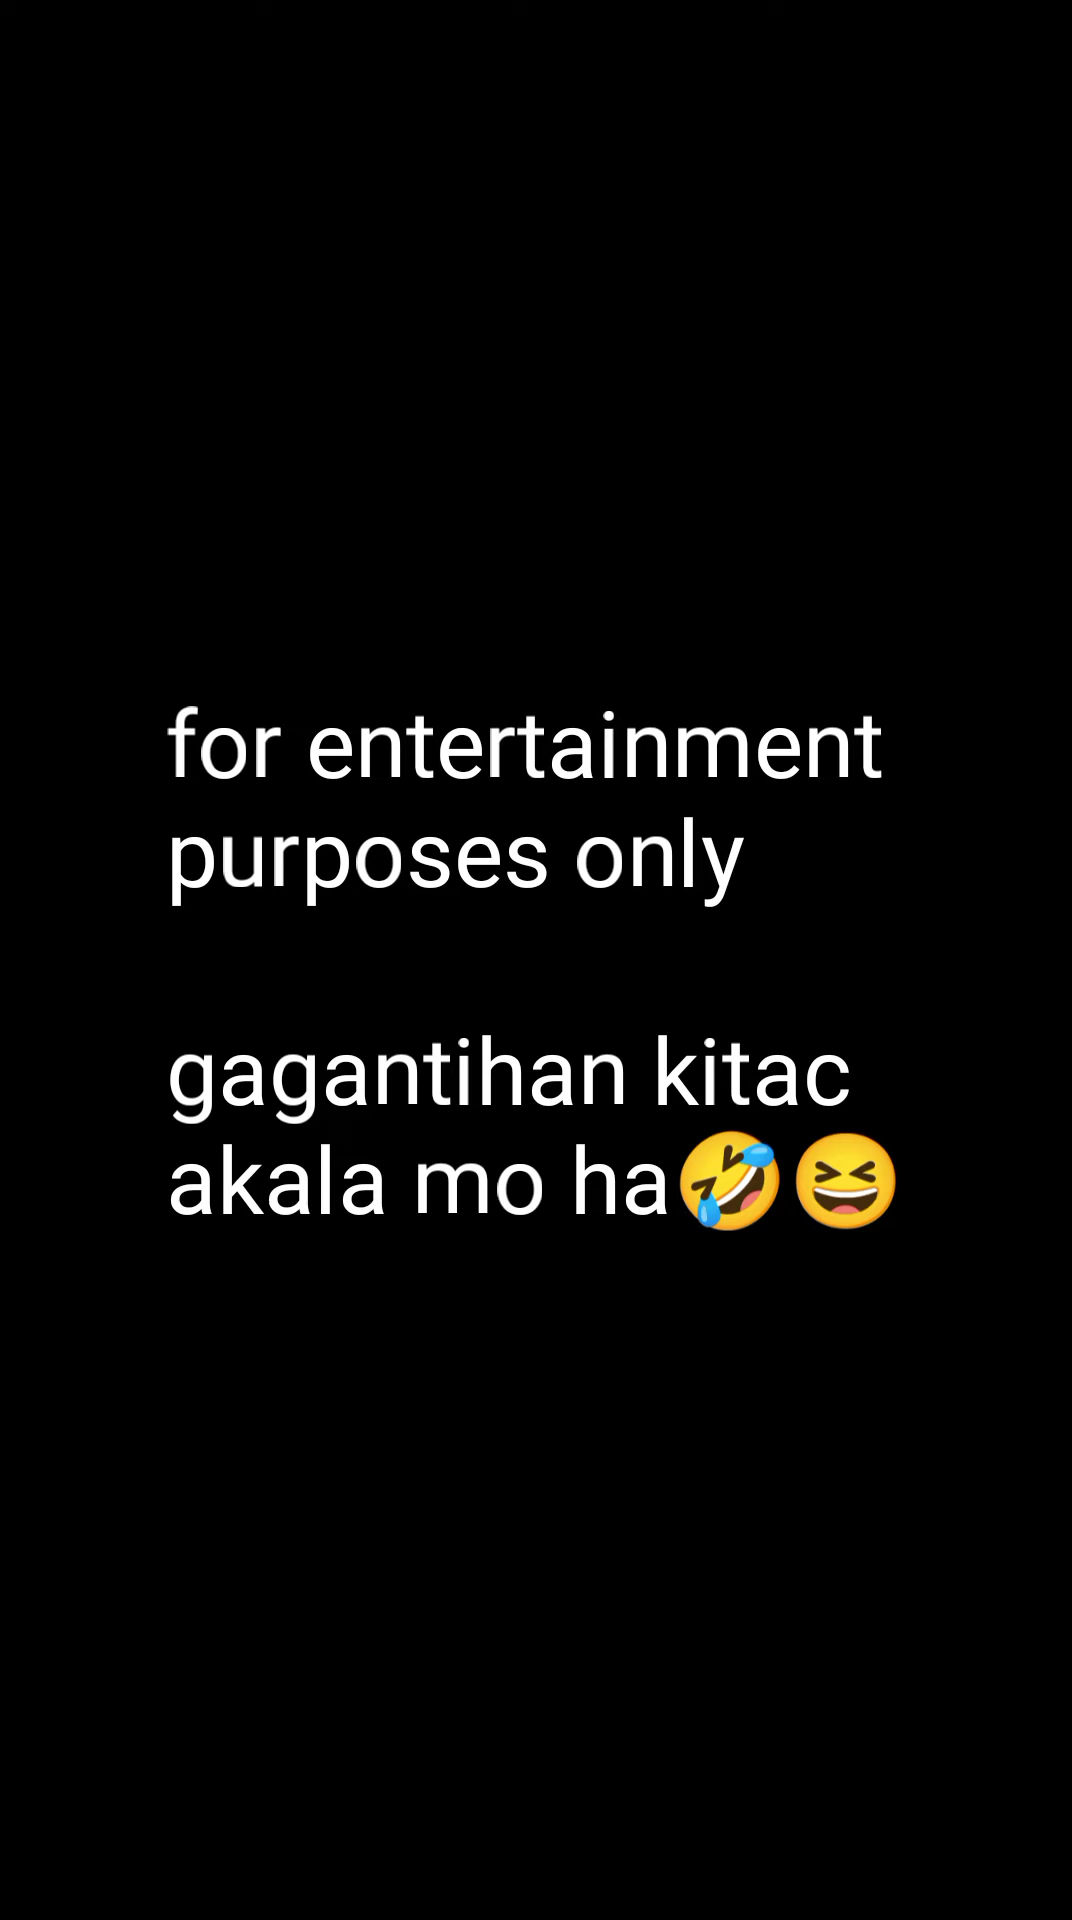 for entertainment
purposes only
gagantihan kitac
akala mo ha🤣😆